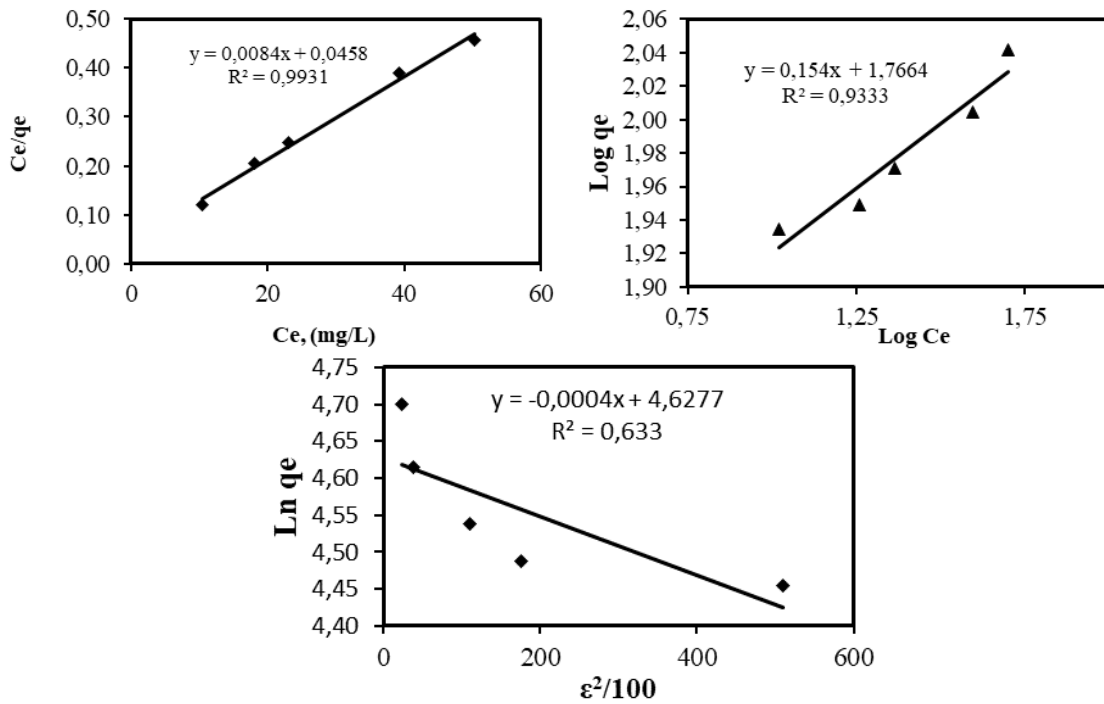 0,50
y = 0,0084x + 0,0458
R² = 0,9931
0,40
0,30
0,20
0,10
0,00
Ce/qe
0
20
40
60
Ce, (mg/L)
2,06
2,04
y = 0,154x + 1,7664
R² = 0,9333
2,02
2,00
1,98
1,96
1,94
1,92
1,90
Log qe
0,75
1,25
1,75
Log Ce
4,75
y = -0,0004x + 4,6277
R² = 0,633
4,70
4,65
4,60
4,55
4,50
4,45
4,40
Ln qe
0
200
400
600
ε²/100